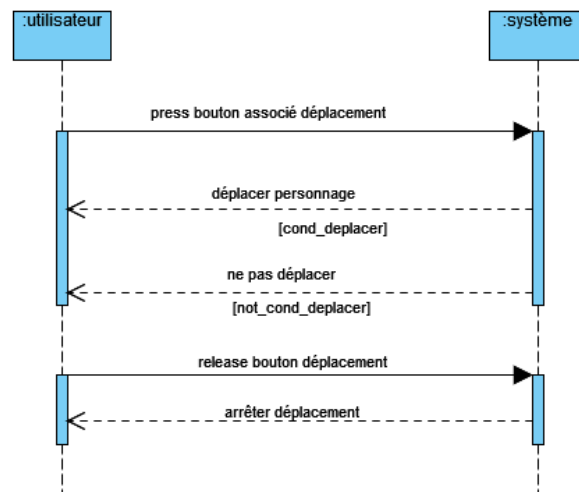 :utilisateur
:système
press bouton associé déplacement
déplacer personnage
[cond_deplacer]
ne pas déplacer
[not_cond_deplacer]
release bouton déplacement
arrêter déplacement